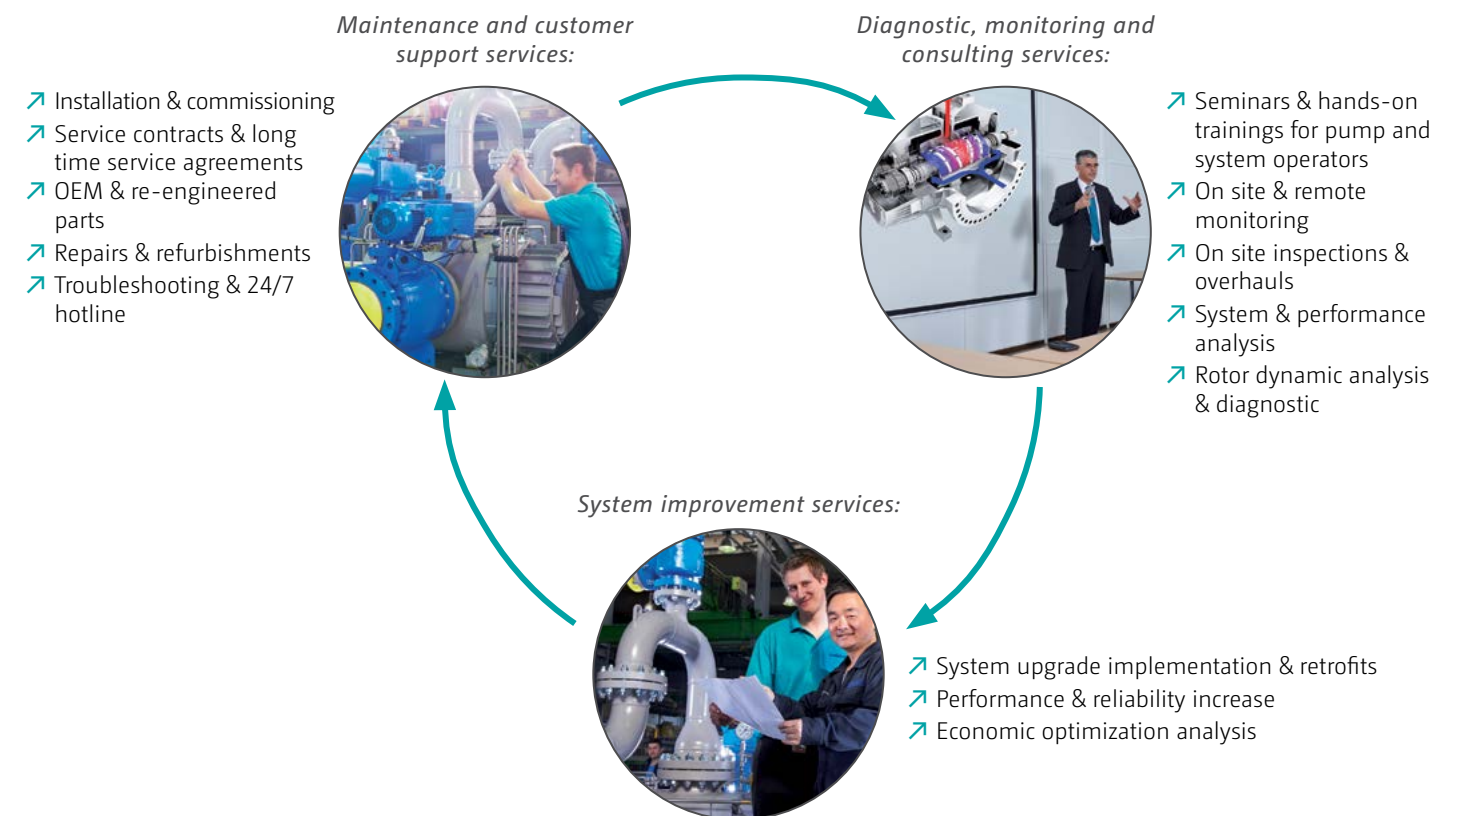 Maintenance and customer
support services:
Installation & commissioning
Service contracts & long
time service agreements
OEM & re-engineered
parts
Repairs & refurbishments
Troubleshooting & 24/7
hotline
Diagnostic, monitoring and
consulting services:
Seminars & hands-on
trainings for pump and
system operators
On site & remote
monitoring
On site inspections &
overhauls
System & performance
analysis
Rotor dynamic analysis
& diagnostic
System improvement services:
System upgrade implementation & retrofits
Performance & reliability increase
Economic optimization analysis